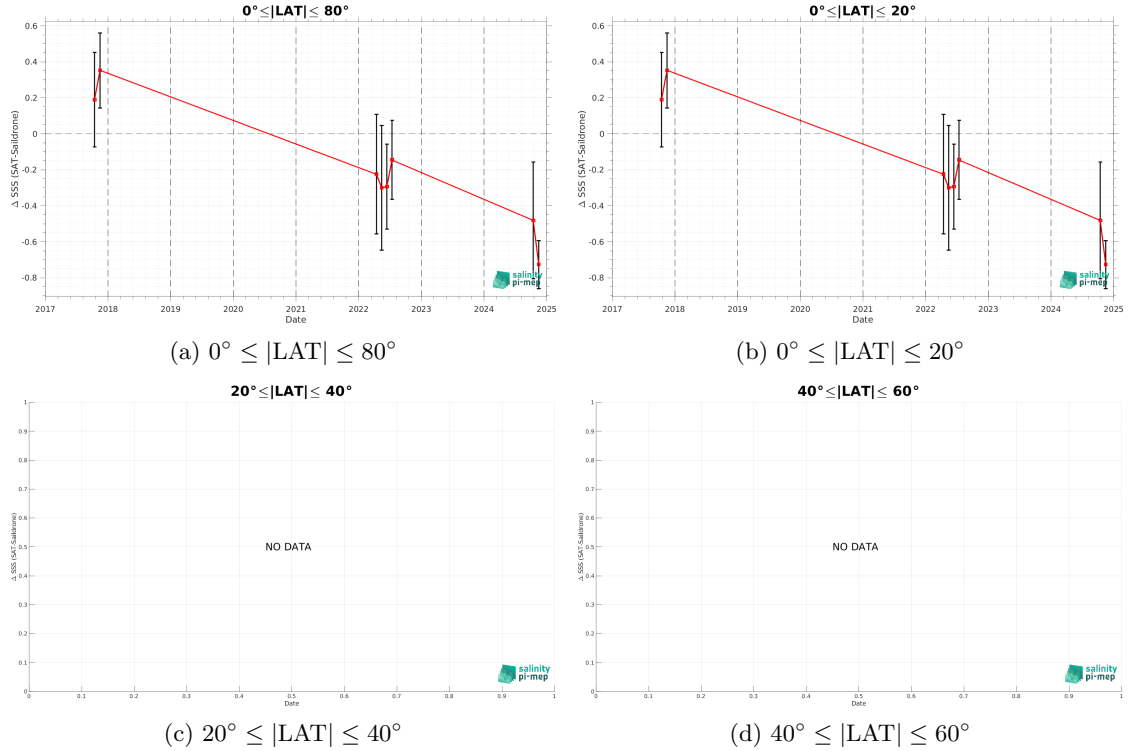 0°≤|LAT|≤ 80°
0.6
0.4
0.2
0
-0.2
-0.4
-0.6
-0.8
Δ SSS (SAT-Saildrone)
2017 2018 2019 2020 2021 2022 2023 2024 2025
Date
salinity
pi-mep
(a) 0° ≤ |LAT| ≤ 80°
0°≤|LAT|≤ 20°
0.6
0.4
0.2
0
-0.2
-0.4
-0.6
-0.8
Δ SSS (SAT-Saildrone)
2017 2018 2019 2020 2021 2022 2023 2024 2025
Date
salinity
pi-mep
(b) 0° ≤ |LAT| ≤ 20°
20°≤|LAT|≤ 40°
1
0.9
0.8
0.7
0.6
0.5
0.4
0.3
0.2
0.1
0
Δ SSS (SAT-Saildrone)
NO DATA
0 0.1 0.2 0.3 0.4 0.5 0.6 0.7 0.8 0.9 1
Date
salinity
pi-mep
(c) 20° ≤ |LAT| ≤ 40°
40°≤|LAT|≤ 60°
1
0.9
0.8
0.7
0.6
0.5
0.4
0.3
0.2
0.1
0
Δ SSS (SAT-Saildrone)
NO DATA
0 0.1 0.2 0.3 0.4 0.5 0.6 0.7 0.8 0.9 1
Date
salinity
pi-mep
(d) 40° ≤ |LAT| ≤ 60°